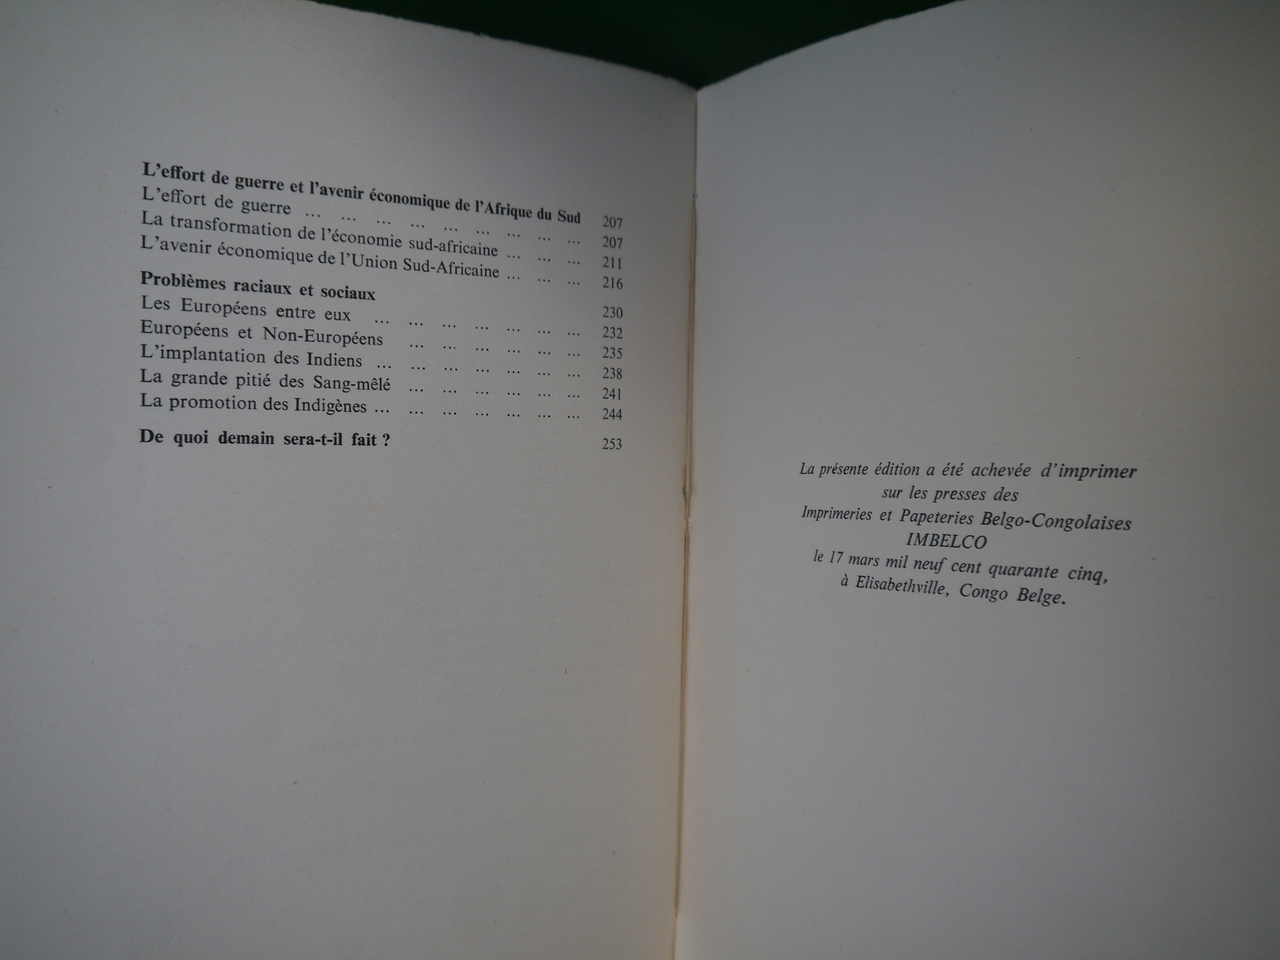 L'effort de guerre et l'avenir économique de l'Afrique du Sud 207
L'effort de guerre ... ... ... ... ... ... ... ... ... 207
La transformation de l'économie sud-africaine ... ... ... 211
L'avenir économique de l'Union Sud-Africaine ... ... ... 216
Problèmes raciaux et sociaux 230
Les Européens entre eux ... ... ... ... ... ... ... 232
Européens et Non-Européens ... ... ... ... ... ... 235
L'implantation des Indiens ... ... ... ... ... ... ... 238
La grande pitié des Sang-mêlé ... ... ... ... ... ... 241
La promotion des Indigènes ... ... ... ... ... ... ... 244
De quoi demain sera-t-il fait ? 253
La présente édition a été achevée d'imprimer
sur les presses des
Imprimeries et Papeteries Belgo-Congolaises
IMBELCO
le 17 mars mil neuf cent quarante cinq,
à Elisabethville, Congo Belge.